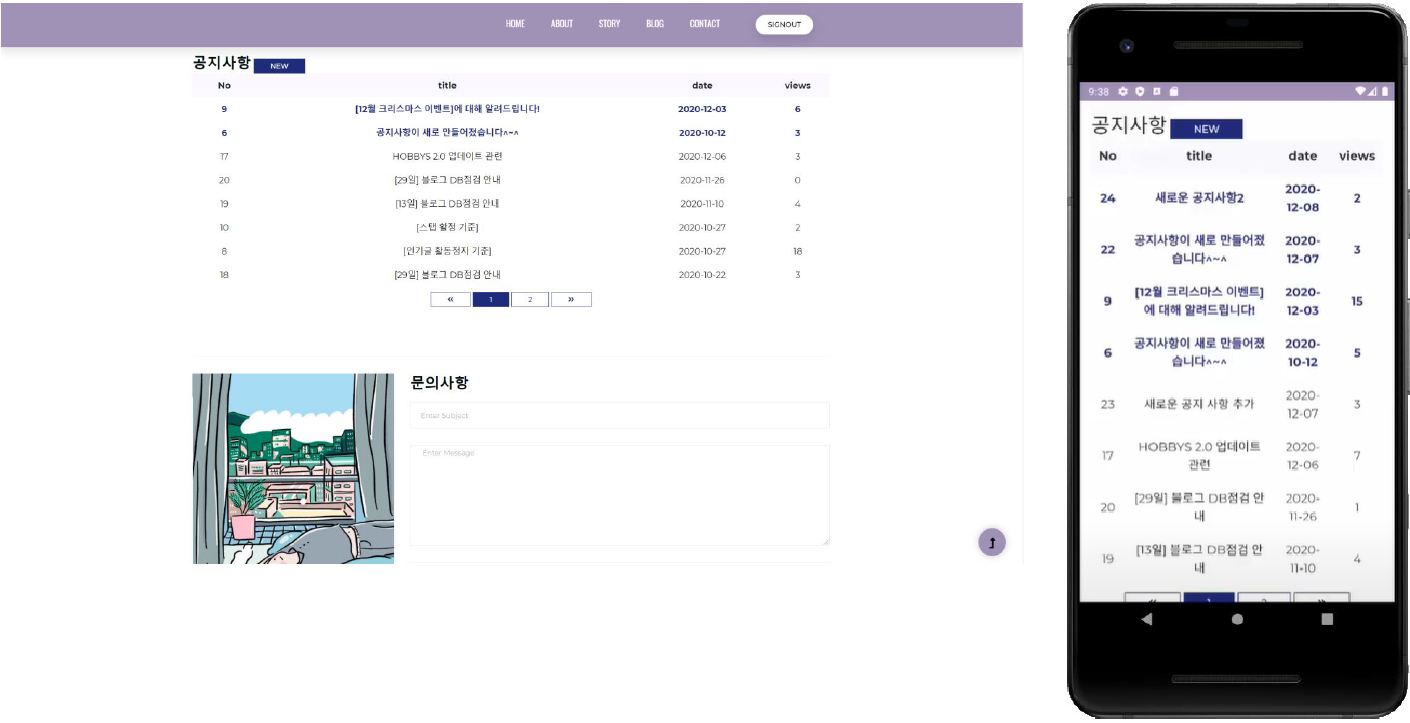 HOME ABOUT STORY BLOG CONTACT SIGNOUT
공지사항 NEW
No title date views
9 [12월 크리스마스 이벤트]에 대해 알려드립니다! 2020-12-03 6
6 공지사항이 새로 만들어졌습니다^~^ 2020-10-12 3
17 HOBBYS 2.0 업데이트 관련 2020-12-06 3
20 [29일] 블로그 DB점검 안내 2020-11-26 0
19 [13일] 블로그 DB점검 안내 2020-11-10 4
10 [스탭 활정 기준] 2020-10-27 2
8 [인기글 활동정지 기준] 2020-10-27 18
18 [29일] 블로그 DB점검 안내 2020-10-22 3
« 1 2 »
문의사항
Enter Subject
Enter Message
9:38
공지사항 NEW
No title date views
24 새로운 공지사항2 2020-
12-08 2
22 공지사항이 새로 만들어졌 2020-
습니다^~^ 12-07 3
9 [12월 크리스마스 이벤트] 2020-
에 대해 알려드립니다! 12-03 15
6 공지사항이 새로 만들어졌 2020-
습니다^~^ 10-12 5
23 새로운 공지 사항 추가 2020-
12-07 3
17 HOBBYS 2.0 업데이트 2020-
관련 12-06 7
20 [29일] 블로그 DB점검 안 2020-
내 11-26 1
19 [13일] 블로그 DB점검 안 2020-
내 11-10 4
« 1 2 »